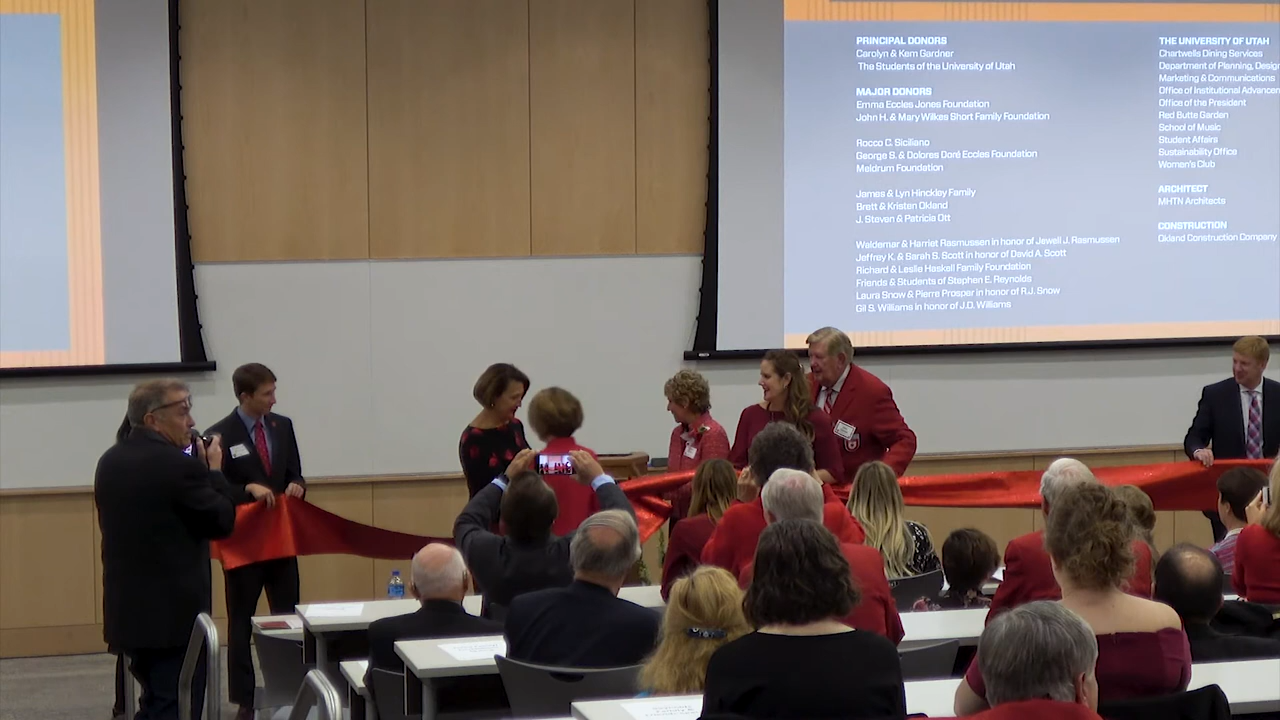 PRINCIPAL DONORS
Carolyn & Kem Gardner
The Students of the University of Utah
MAJOR DONORS
Emma Eccles Jones Foundation
John H. & Mary Wilkes Short Family Foundation
Rocco C. Siciliano
George S. & Dolores Doré Eccles Foundation
Meldrum Foundation
James & Lyn Hinckley Family
Brett & Kristen Okland
J. Steven & Patricia Ott
Waldemar & Harriet Rasmussen in honor of Jewell J. Rasmussen
Jeffrey K. & Sarah S. Scott in honor of David A. Scott
Richard & Leslie Haskell Family Foundation
Friends & Students of Stephen E. Reynolds
Laura Snow & Pierre Prosper in honor of R.J. Snow
Gil S. Williams in honor of J.D. Williams
THE UNIVERSITY OF UTAH
Chartwells Dining Services
Department of Planning, Design
Marketing & Communications
Office of Institutional Advancen
Office of the President
Red Butte Garden
School of Music
Student Affairs
Sustainability Office
Women's Club
ARCHITECT
MHTN Architects
CONSTRUCTION
Okland Construction Company